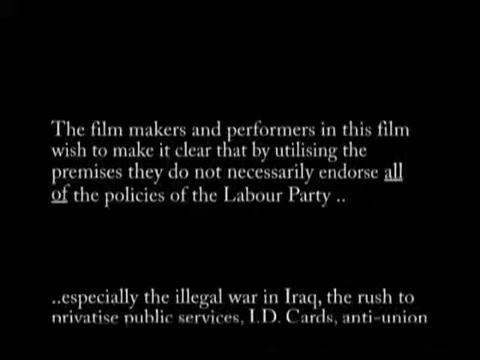 The film makers and performers in this film
wish to make it clear that by utilising the
premises they do not necessarily endorse all
of the policies of the Labour Party ..
..especially the illegal war in Iraq, the rush to
privatise public services, I.D. Cards, anti-union